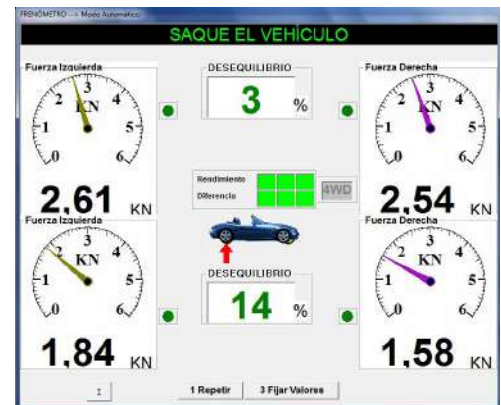 FRENÓMETRO --> Modo Automático
SAQUE EL VEHÍCULO
Fuerza Izquierda
DESEQUILIBRIO
Fuerza Derecha
0 1 2 3 4 5 6
KN
3 %
0 1 2 3 4 5 6
KN
2,61 KN
Rendimiento
Diferencia
4WD
2,54 KN
Fuerza Izquierda
Fuerza Derecha
0 1 2 3 4 5 6
KN
DESEQUILIBRIO
14 %
0 1 2 3 4 5 6
KN
1,84 KN
1,58 KN
I
1 Repetir
3 Fijar Valores